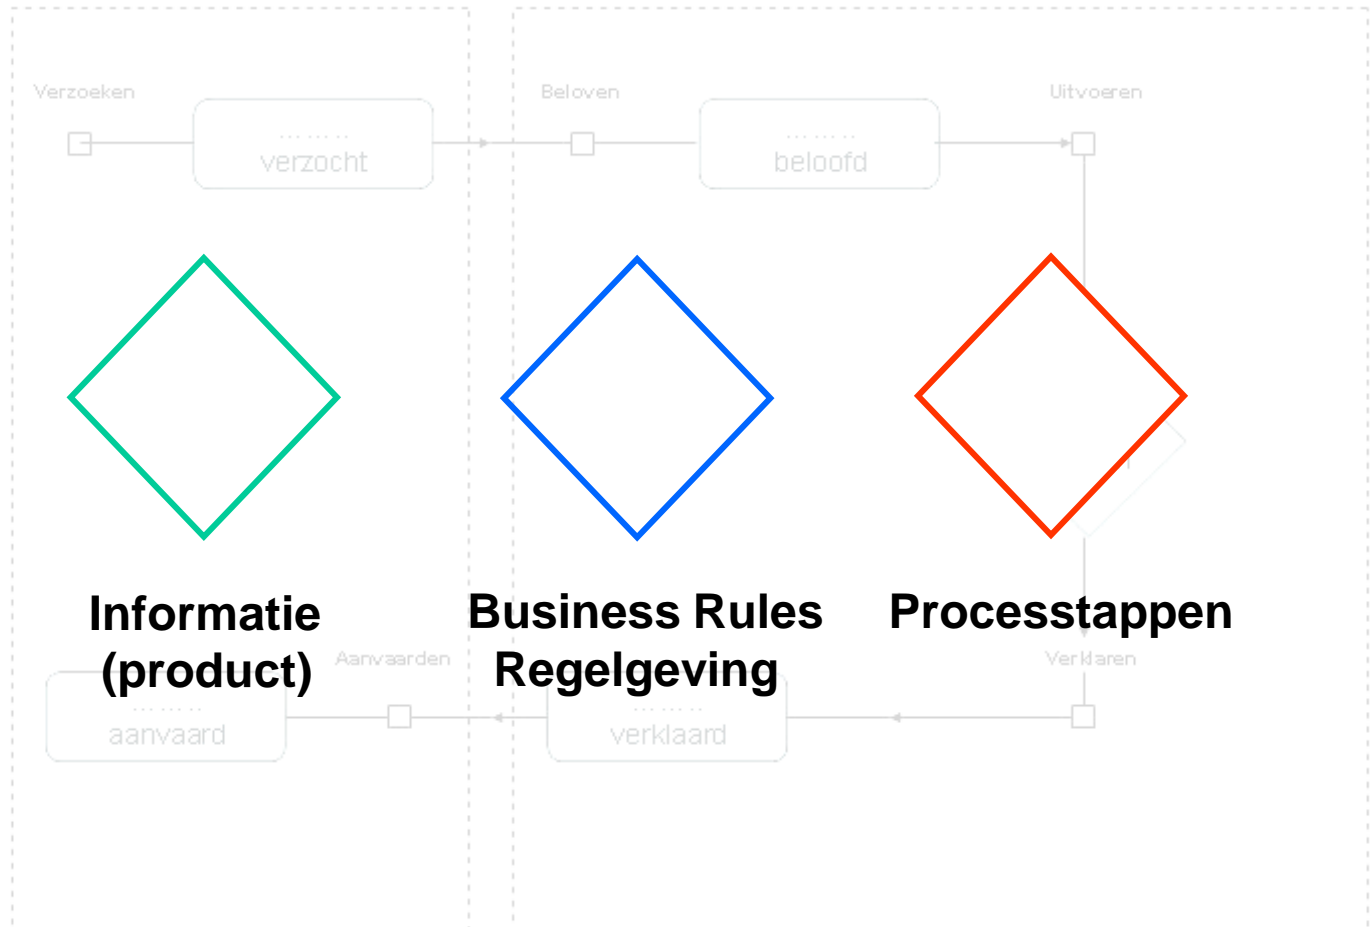 Verzoeken
Beloven
Uitvoeren
... ... ..
verzocht
... ... ..
beloofd
Informatie
(product)
Business Rules
Regelgeving
Processtappen
Aanvaarden
Verklaren
... ... ..
aanvaard
... ... ..
verklaard